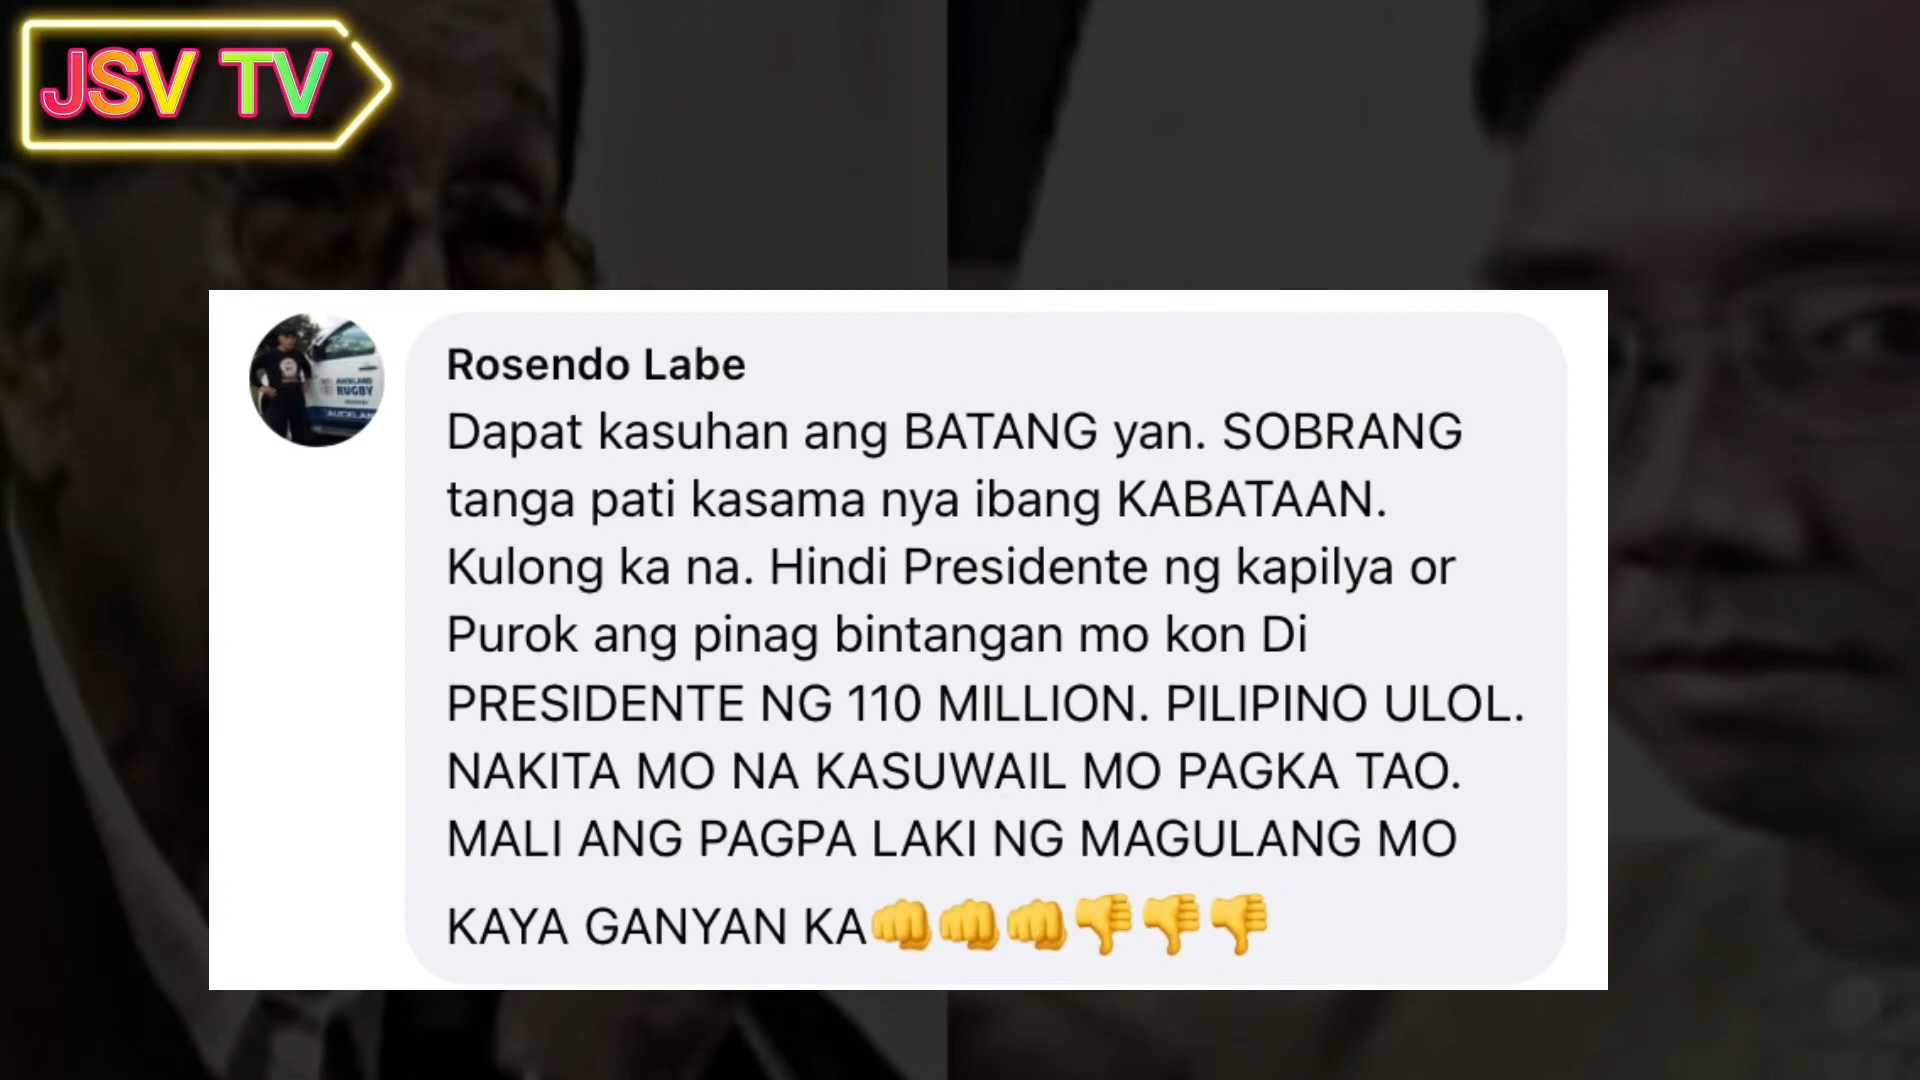 JSV TV
Rosendo Labe
Dapat kasuhan ang BATANG yan. SOBRANG
tanga pati kasama nya ibang KABATAAN.
Kulong ka na. Hindi Presidente ng kapilya or
Purok ang pinag bintangan mo kon Di
PRESIDENTE NG 110 MILLION. PILIPINO ULOL.
NAKITA MO NA KASUWAIL MO PAGKA TAO.
MALI ANG PAGPA LAKI NG MAGULANG MO
KAYA GANYAN KA👊👊👊👎👎👎
AUCKLAND
RUGBY